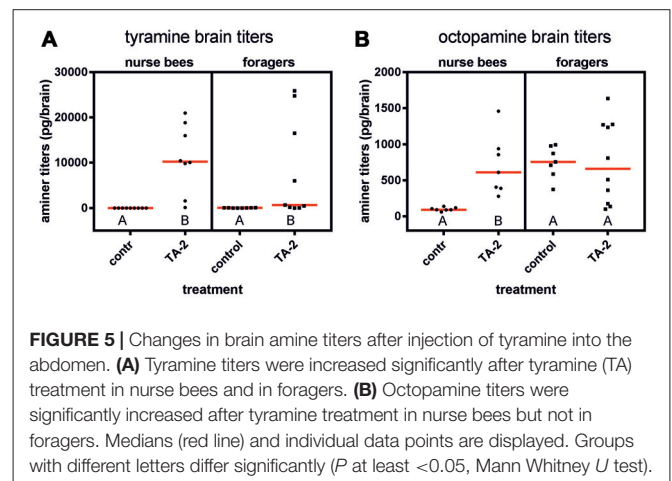 A tyramine brain titers
nurse bees foragers
aminer titers (pg/brain)
30000
20000
10000
0
A B A B
contr TA-2 control TA-2
treatment
B octopamine brain titers
nurse bees foragers
aminer titers (pg/brain)
2000
1500
1000
500
0
A B A A
contr TA-2 control TA-2
treatment
FIGURE 5 | Changes in brain amine titers after injection of tyramine into the
abdomen. (A) Tyramine titers were increased significantly after tyramine (TA)
treatment in nurse bees and in foragers. (B) Octopamine titers were
significantly increased after tyramine treatment in nurse bees but not in
foragers. Medians (red line) and individual data points are displayed. Groups
with different letters differ significantly (P at least <0.05, Mann Whitney U test).